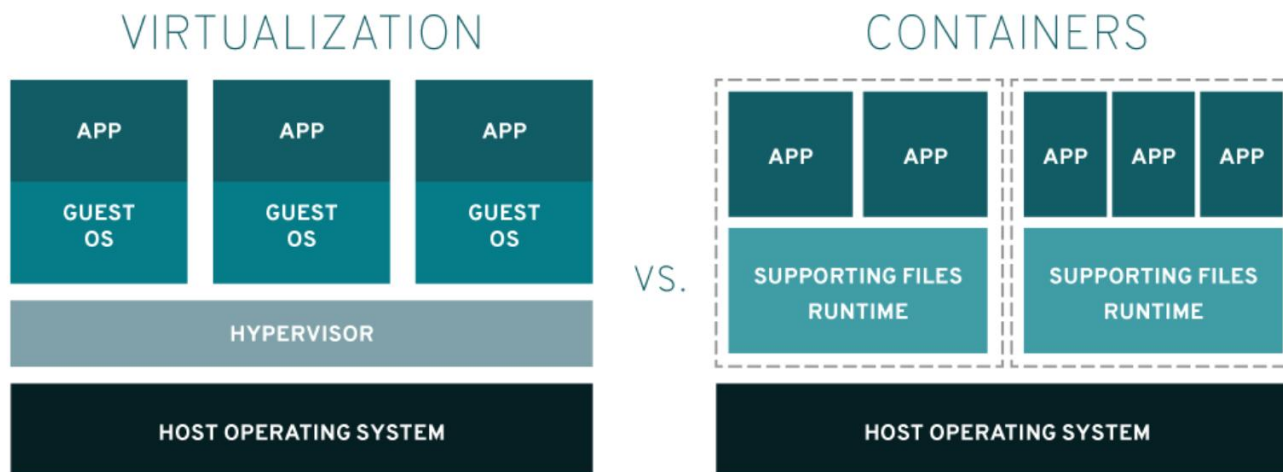 VIRTUALIZATION
APP
APP
APP
GUEST
OS
GUEST
OS
GUEST
OS
HYPERVISOR
HOST OPERATING SYSTEM
VS.
CONTAINERS
APP
APP
SUPPORTING FILES
RUNTIME
APP
APP
APP
SUPPORTING FILES
RUNTIME
HOST OPERATING SYSTEM